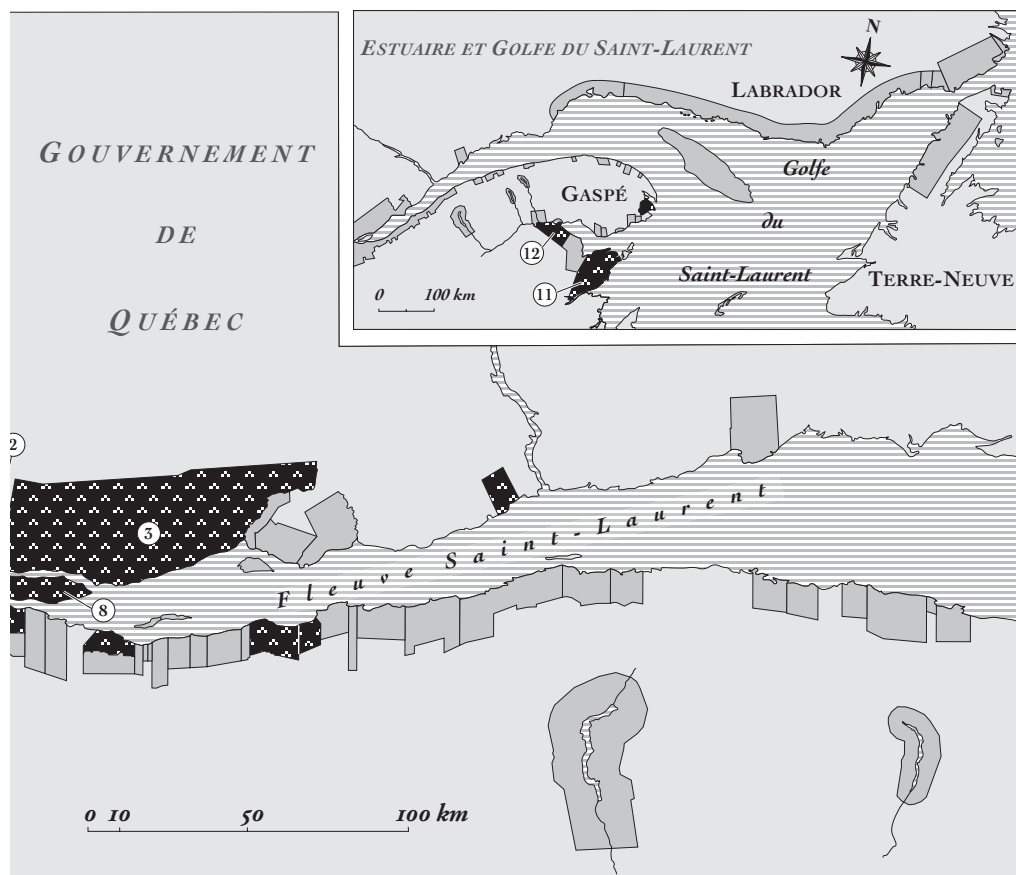 ESTUAIRE ET GOLFE DU SAINT-LAURENT
N
LABRADOR
GOUVERNEMENT
DE
QUÉBEC
Golfe
GASPÉ
du
12
Saint-Laurent
TERRE-NEUVE
11
0 100 km
2
3
Fleuve Saint-Laurent
8
0 10 50 100 km